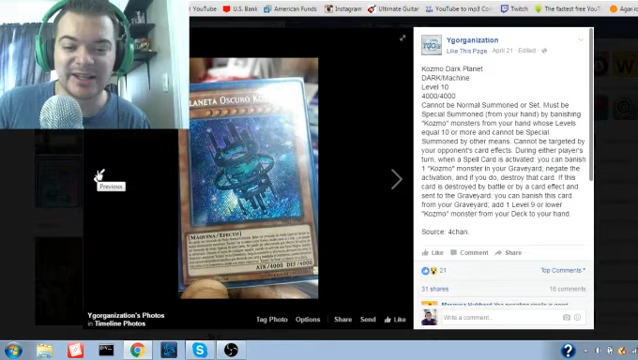 YouTube
U.S. Bank
American Funds
Instagram
Ultimate Guitar
YouTube to mp3 Con
Twitch
The fastest free YouT
Agar.io
Ygorganization
Like This Page · April 21 · Edited ·
Kozmo Dark Planet
DARK/Machine
Level 10
4000/4000
Cannot be Normal Summoned or Set. Must be
Special Summoned (from your hand) by banishing
"Kozmo" monsters from your hand whose Levels
equal 10 or more and cannot be Special
Summoned by other means. Cannot be targeted by
your opponent's card effects. During either player's
turn, when a Spell Card is activated: you can banish
1 "Kozmo" monster in your Graveyard; negate the
activation, and if you do, destroy that card. If this
card is destroyed by battle or by a card effect and
sent to the Graveyard: you can banish this card
from your Graveyard; add 1 Level 9 or lower
"Kozmo" monster from your Deck to your hand.
Source: 4chan.
Like
Comment
Share
21
Top Comments
31 shares
16 comments
Write a comment...
LANETA OSCURO KO
[MÁQUINA/EFECTO]
ATK/4000 DEF/4000
Previous
Ygorganization's Photos
in Timeline Photos
Tag Photo
Options
Share
Send
Like